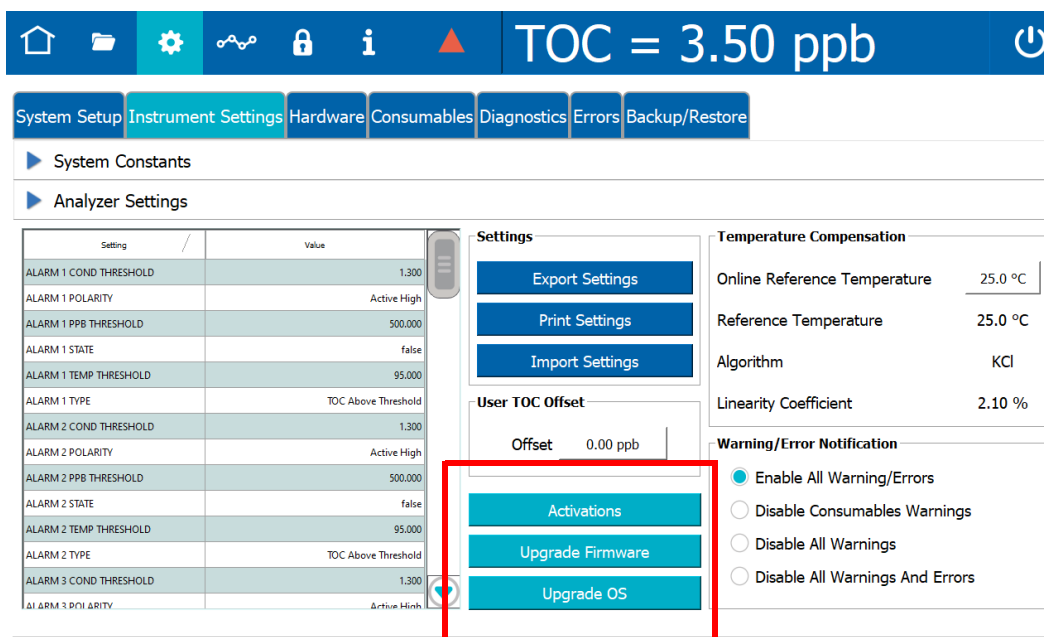 TOC = 3.50 ppb
System Setup Instrument Settings Hardware Consumables Diagnostics Errors Backup/Restore
System Constants
Analyzer Settings
Setting Value
ALARM 1 COND THRESHOLD 1.300
ALARM 1 POLARITY Active High
ALARM 1 PPB THRESHOLD 500.000
ALARM 1 STATE false
ALARM 1 TEMP THRESHOLD 95.000
ALARM 1 TYPE TOC Above Threshold
ALARM 2 COND THRESHOLD 1.300
ALARM 2 POLARITY Active High
ALARM 2 PPB THRESHOLD 500.000
ALARM 2 STATE false
ALARM 2 TEMP THRESHOLD 95.000
ALARM 2 TYPE TOC Above Threshold
ALARM 3 COND THRESHOLD 1.300
ALARM 3 POLARITY Active High
Settings
Export Settings
Print Settings
Import Settings
User TOC Offset
Offset 0.00 ppb
Activations
Upgrade Firmware
Upgrade OS
Temperature Compensation
Online Reference Temperature 25.0 °C
Reference Temperature 25.0 °C
Algorithm KCl
Linearity Coefficient 2.10 %
Warning/Error Notification
Enable All Warning/Errors
Disable Consumables Warnings
Disable All Warnings
Disable All Warnings And Errors